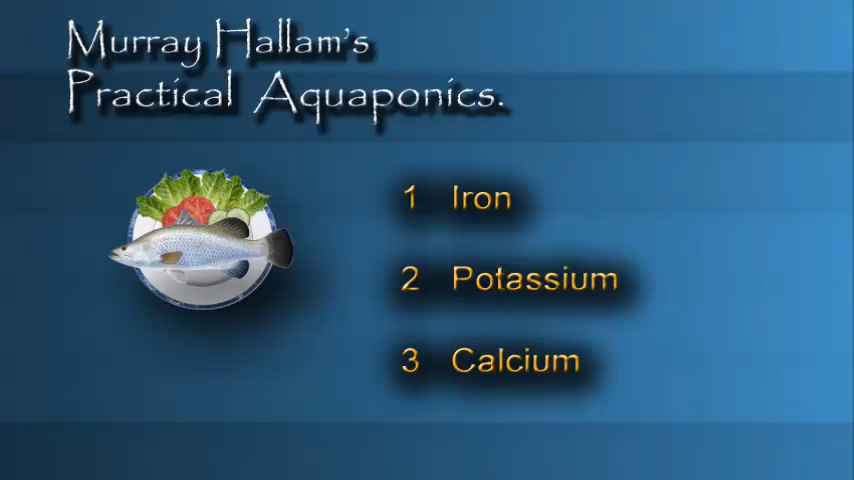 Murray Hallam's
Practical Aquaponics.
1 Iron
2 Potassium
3 Calcium